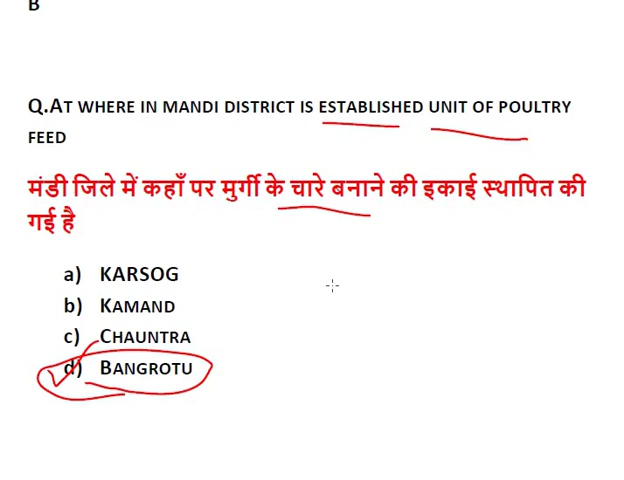 B
Q.AT WHERE IN MANDI DISTRICT IS ESTABLISHED UNIT OF POULTRY
FEED
मंडी जिले में कहाँ पर मुर्गी के चारे बनाने की इकाई स्थापित की
गई है
a) KARSOG
b) KAMAND
c) CHAUNTRA
d) BANGROTU